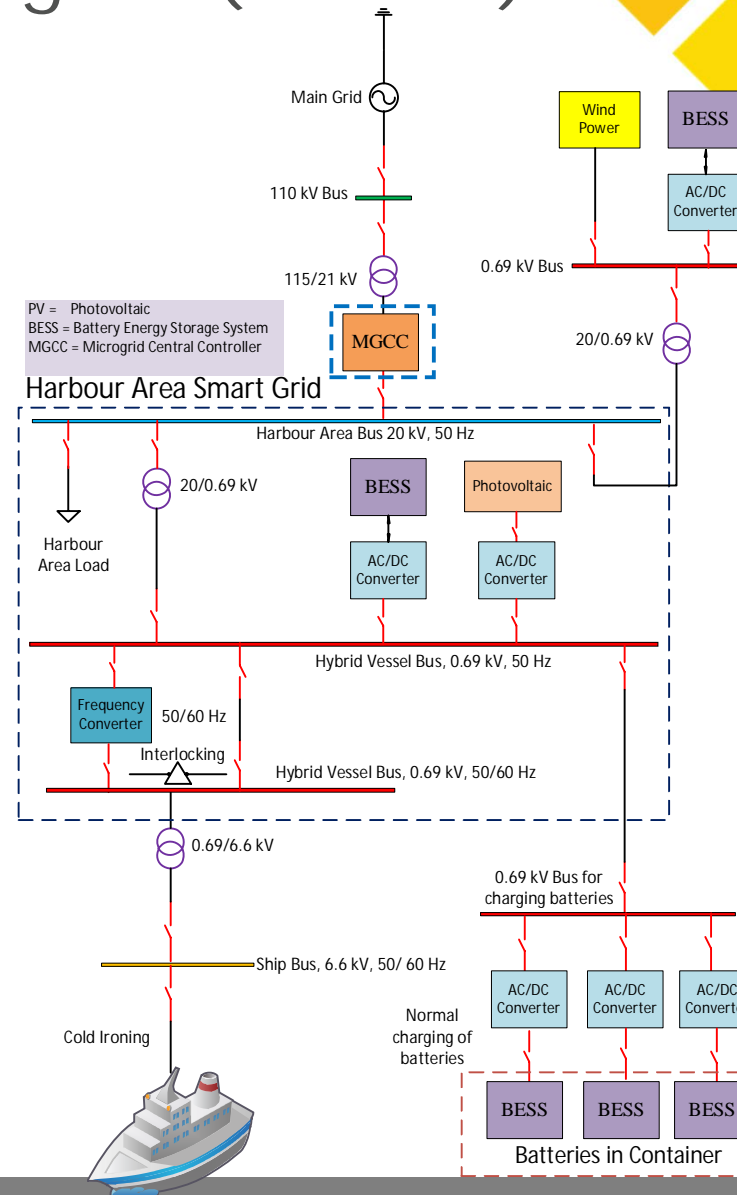 Main Grid
Wind
Power
BESS
AC/DC
Converter
110 kV Bus
0.69 kV Bus
115/21 kV
PV = Photovoltaic
BESS = Battery Energy Storage System
MGCC = Microgrid Central Controller
MGCC
20/0.69 kV
Harbour Area Smart Grid
Harbour Area Bus 20 kV, 50 Hz
20/0.69 kV
BESS
Photovoltaic
Harbour
Area Load
AC/DC
Converter
AC/DC
Converter
Hybrid Vessel Bus, 0.69 kV, 50 Hz
Frequency
Converter
50/60 Hz
Interlocking
Hybrid Vessel Bus, 0.69 kV, 50/60 Hz
0.69/6.6 kV
0.69 kV Bus for
charging batteries
Ship Bus, 6.6 kV, 50/ 60 Hz
AC/DC
Converter
AC/DC
Converter
AC/DC
Convert
Normal
charging of
batteries
Cold Ironing
BESS
BESS
BESS
Batteries in Container